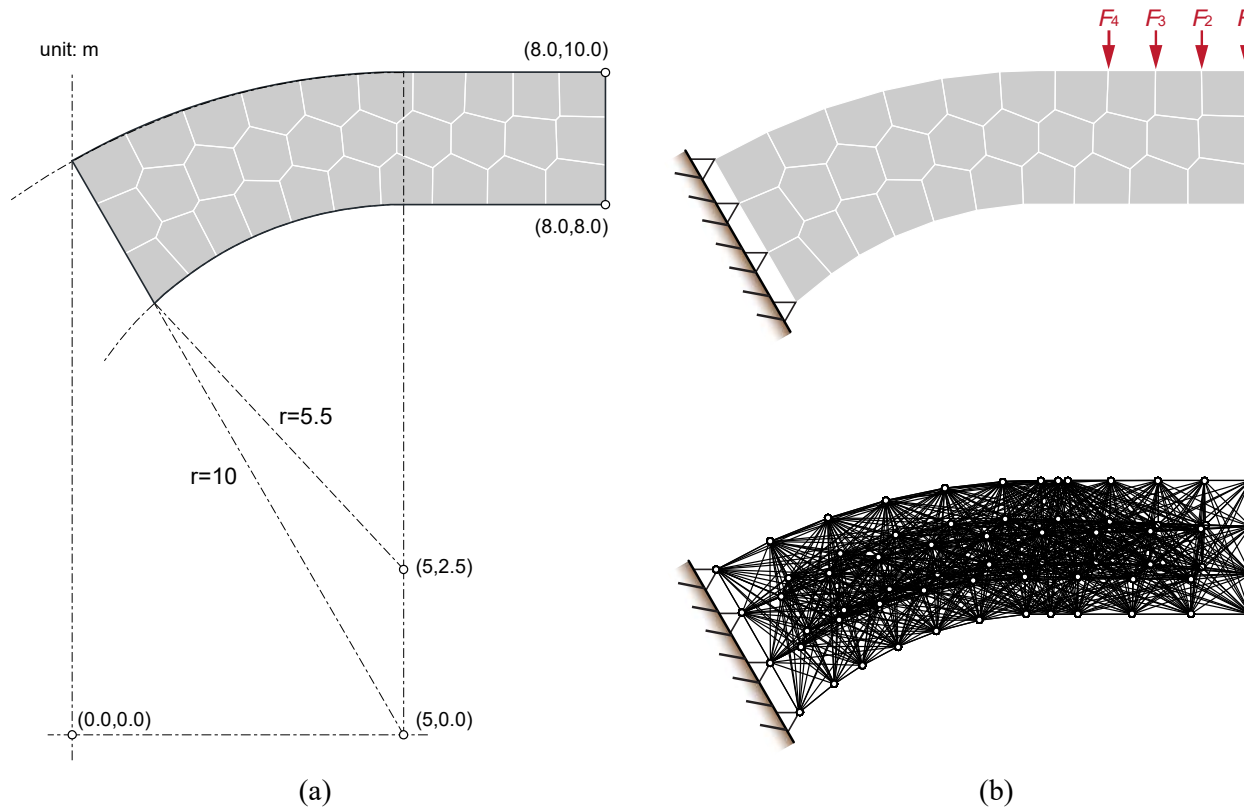 unit: m
(8.0,10.0)
(8.0,8.0)
r=5.5
r=10
(5,2.5)
(0.0,0.0)
(5,0.0)
(a)
F4 F3 F2
(b)